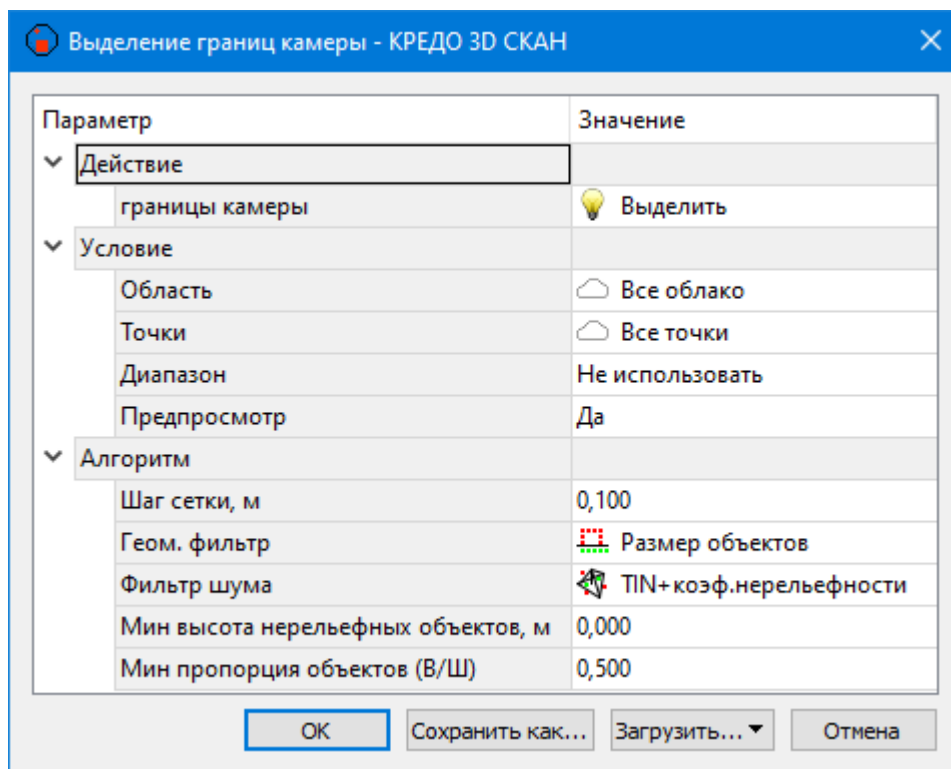 Выделение границ камеры - КРЕДО 3D СКАН
Параметр Значение
Действие
границы камеры Выделить
Условие
Область Все облако
Точки Все точки
Диапазон Не использовать
Предпросмотр Да
Алгоритм
Шаг сетки, м 0,100
Геом. фильтр Размер объектов
Фильтр шума TIN+коэф.нерельефности
Мин высота нерельефных объектов, м 0,000
Мин пропорция объектов (В/Ш) 0,500
ОК Сохранить как... Загрузить... Отмена